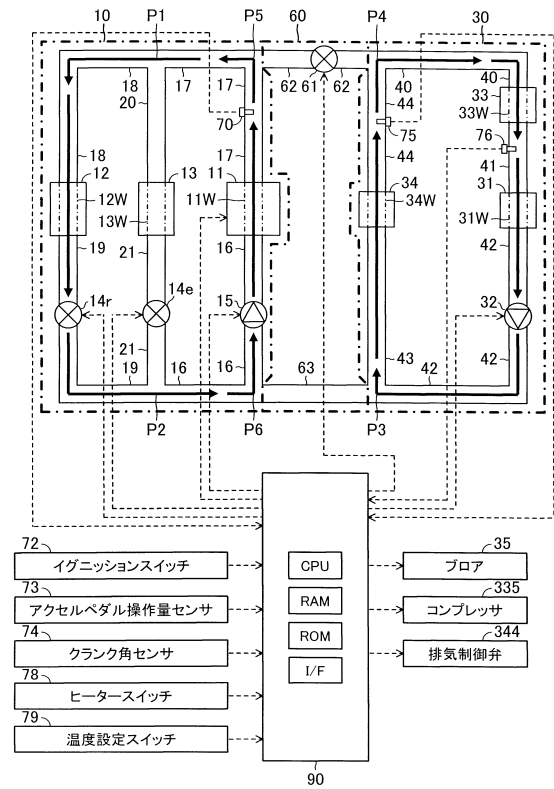 10 P1 P5 60 P4 30
18 17 17 62 61 62 40 40
20 70 44 75 33 33W
76 41
18 17 44
12 13 11 34 31
12W 13W 11W 34W 31W
19 21 16 42
14r 14e 15 32
21 16 43 42
19 16 63 42
P2 P6 P3
72 イグニッションスイッチ
73 アクセルペダル操作量センサ
74 クランク角センサ
78 ヒータースイッチ
79 温度設定スイッチ
CPU
RAM
ROM
I/F
90
35 ブロア
335 コンプレッサ
344 排気制御弁